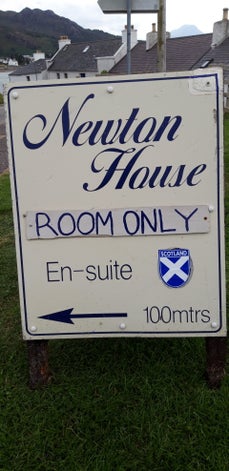 Newton
House
ROOM ONLY
En-suite
SCOTLAND
100mtrs